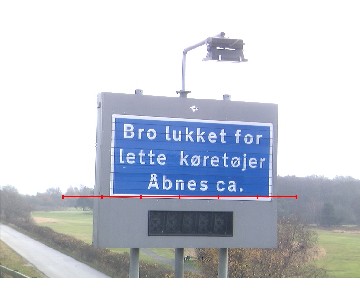 Bro lukket for
lette køretøjer
Åbnes ca.